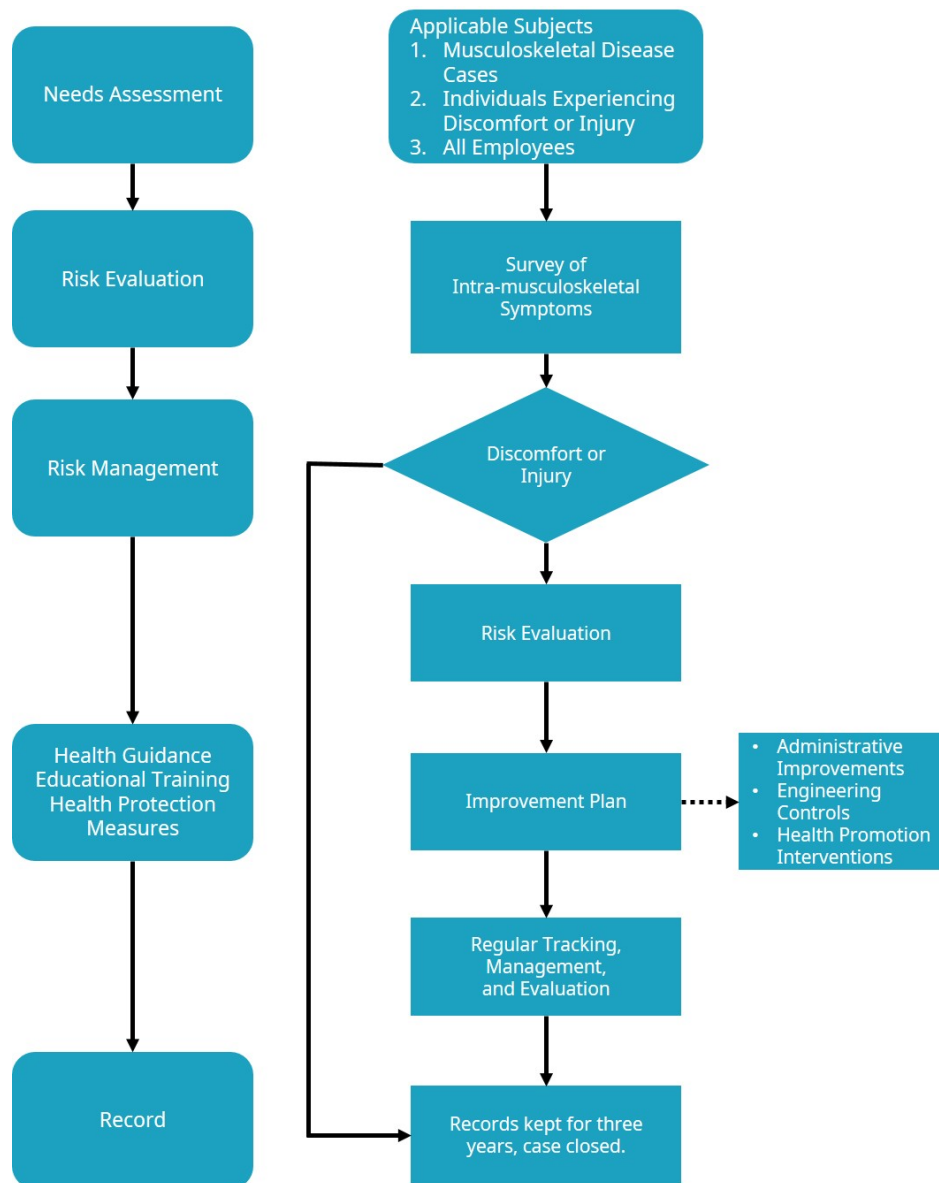 Needs Assessment
Risk Evaluation
Risk Management
Health Guidance
Educational Training
Health Protection
Measures
Record
Applicable Subjects
1. Musculoskeletal Disease
Cases
2. Individuals Experiencing
Discomfort or Injury
3. All Employees
Survey of
Intra-musculoskeletal
Symptoms
Discomfort or
Injury
Risk Evaluation
Improvement Plan
• Administrative
Improvements
• Engineering
Controls
• Health Promotion
Interventions
Regular Tracking,
Management,
and Evaluation
Records kept for three
years, case closed.